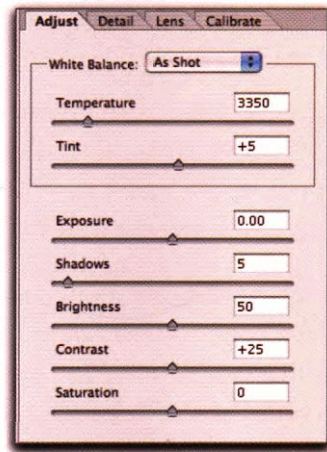 Adjust Detail Lens Calibrate
White Balance: As Shot
Temperature 3350
Tint +5
Exposure 0.00
Shadows 5
Brightness 50
Contrast +25
Saturation 0